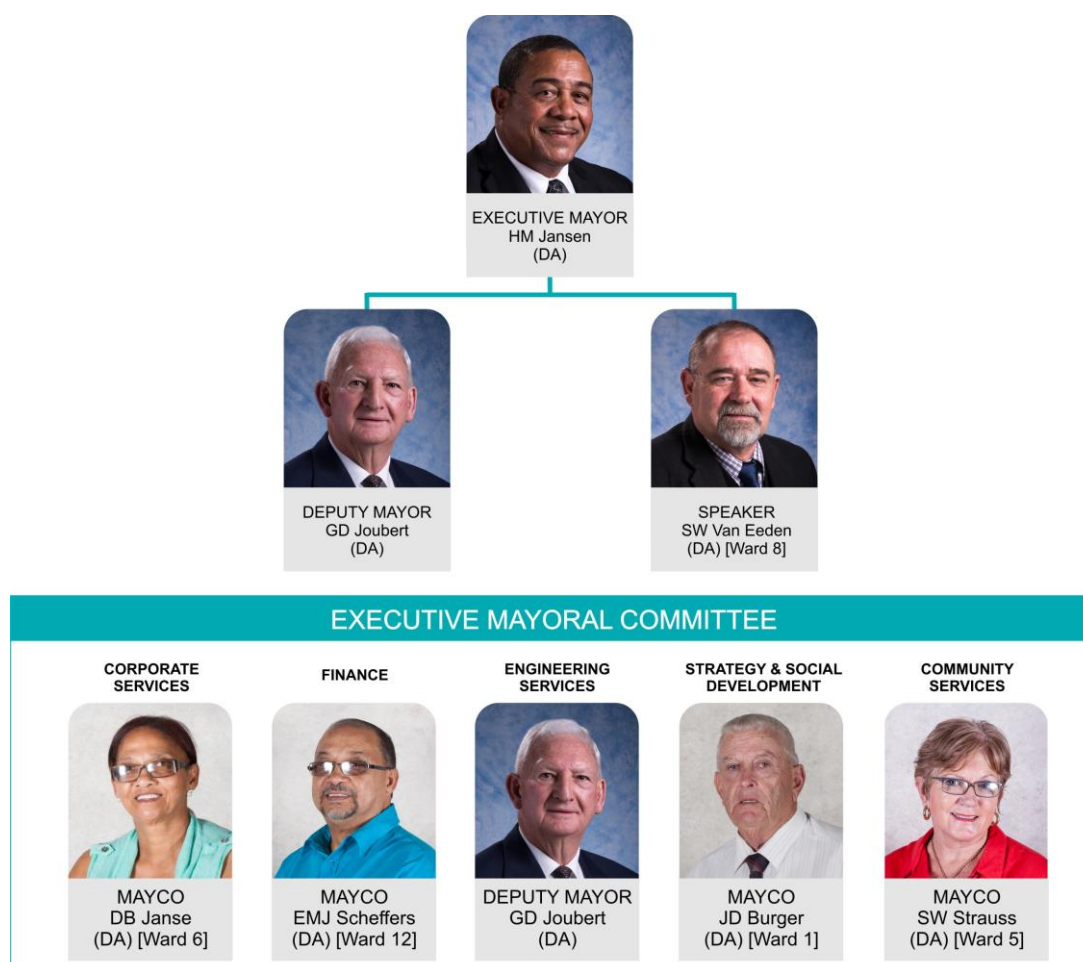 EXECUTIVE MAYOR
HM Jansen
(DA)
DEPUTY MAYOR
GD Joubert
(DA)
SPEAKER
SW Van Eeden
(DA) [Ward 8]
EXECUTIVE MAYORAL COMMITTEE
CORPORATE
SERVICES
MAYCO
DB Janse
(DA) [Ward 6]
FINANCE
MAYCO
EMJ Scheffers
(DA) [Ward 12]
ENGINEERING
SERVICES
DEPUTY MAYOR
GD Joubert
(DA)
STRATEGY & SOCIAL
DEVELOPMENT
MAYCO
JD Burger
(DA) [Ward 1]
COMMUNITY
SERVICES
MAYCO
SW Strauss
(DA) [Ward 5]